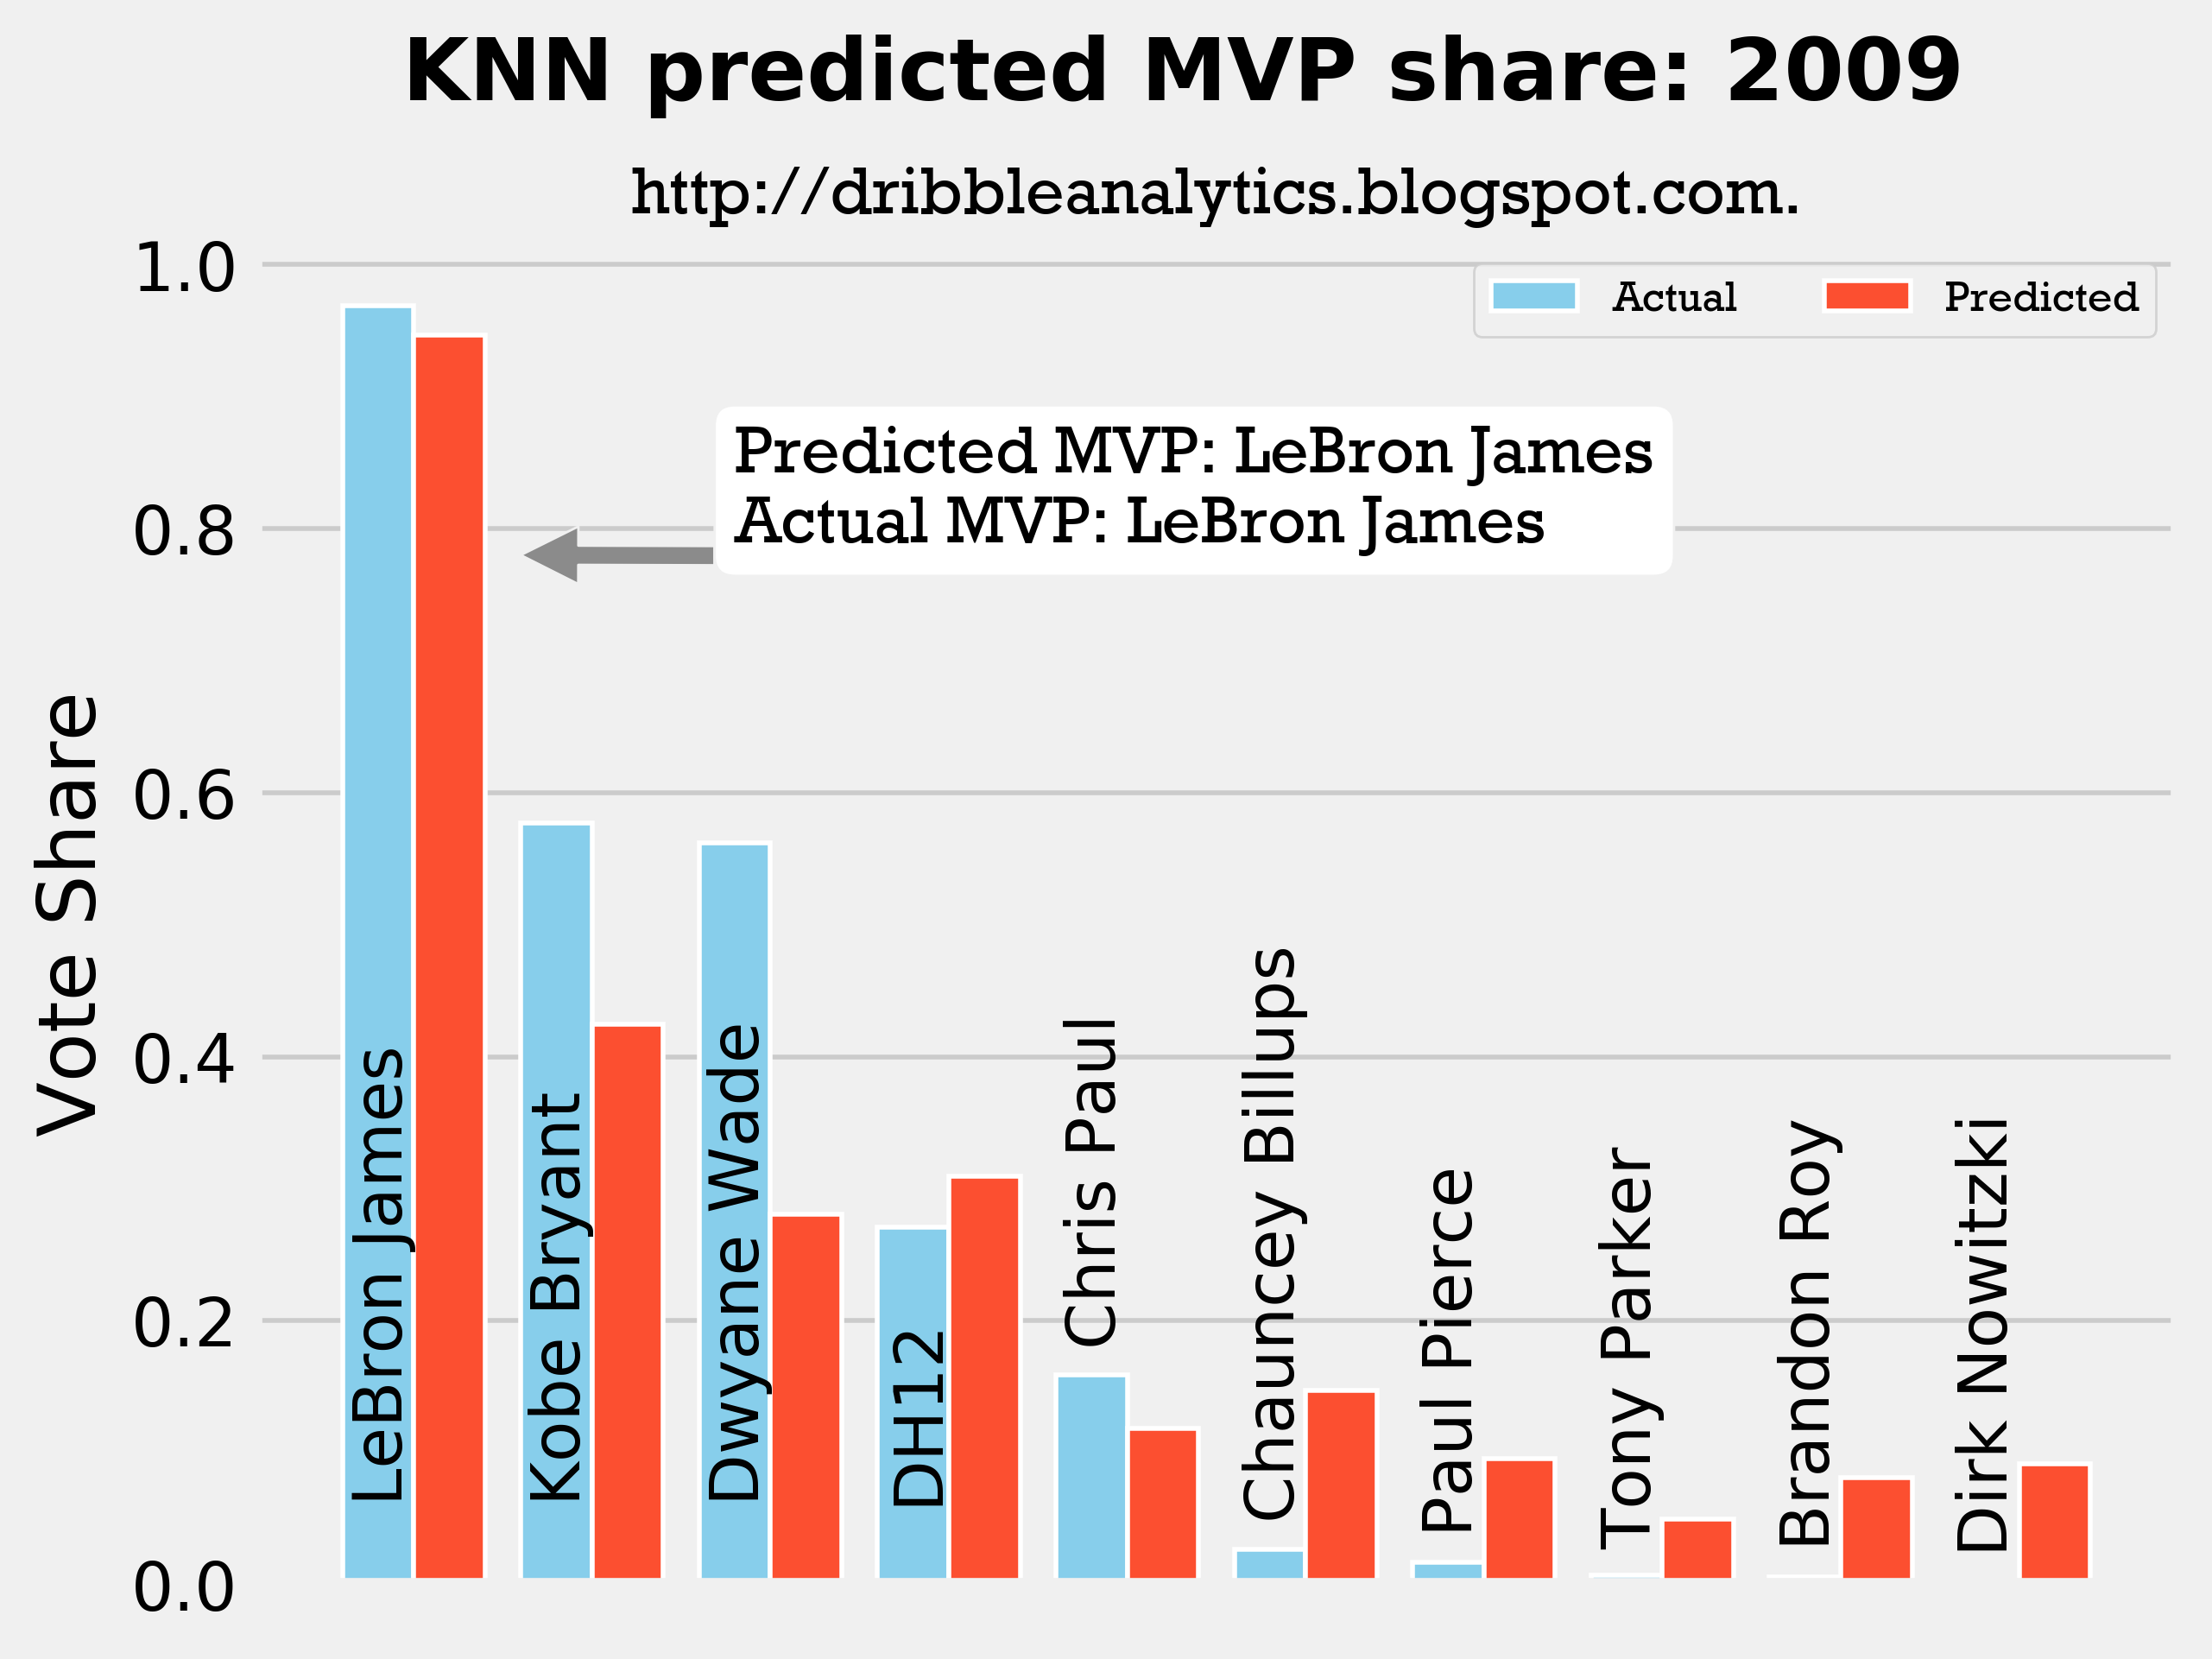 KNN predicted MVP share: 2009
http://dribbleanalytics.blogspot.com.
Actual
Predicted
Predicted MVP: LeBron James
Actual MVP: LeBron James
Vote Share
1.0
0.8
0.6
0.4
0.2
0.0
LeBron James
Kobe Bryant
Dwyane Wade
DH12
Chris Paul
Chauncey Billups
Paul Pierce
Tony Parker
Brandon Roy
Dirk Nowitzki